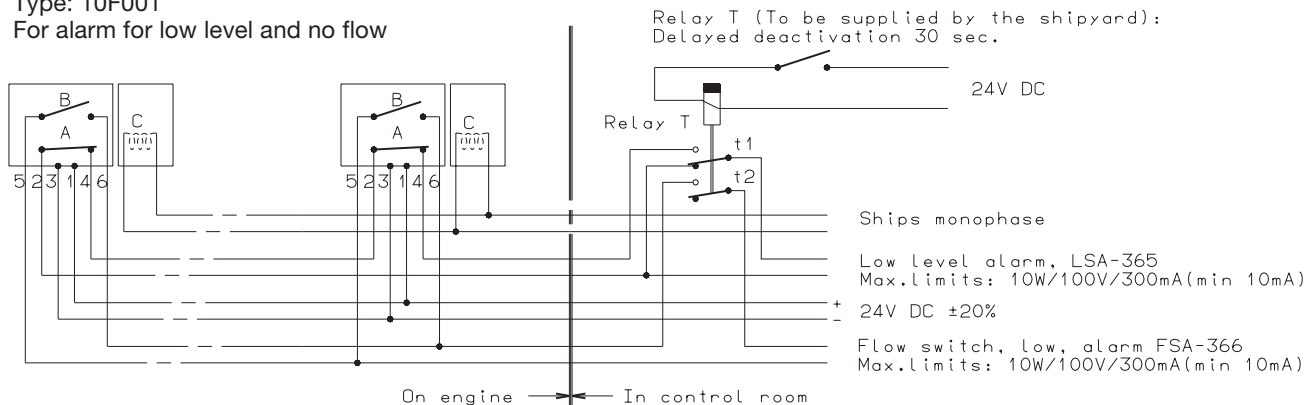 Type: 10F001
For alarm for low level and no flow
Relay T (To be supplied by the shipyard):
Delayed deactivation 30 sec.
24V DC
B
C
A
5 2 3 1 4 6
B
C
A
5 2 3 1 4 6
Relay T
t1
t2
Ships monophase
Low level alarm, LSA-365
Max.limits: 10W/100V/300mA(min 10mA)
+
24V DC ±20%
–
Flow switch, low, alarm FSA-366
Max.limits: 10W/100V/300mA(min 10mA)
On engine
In control room